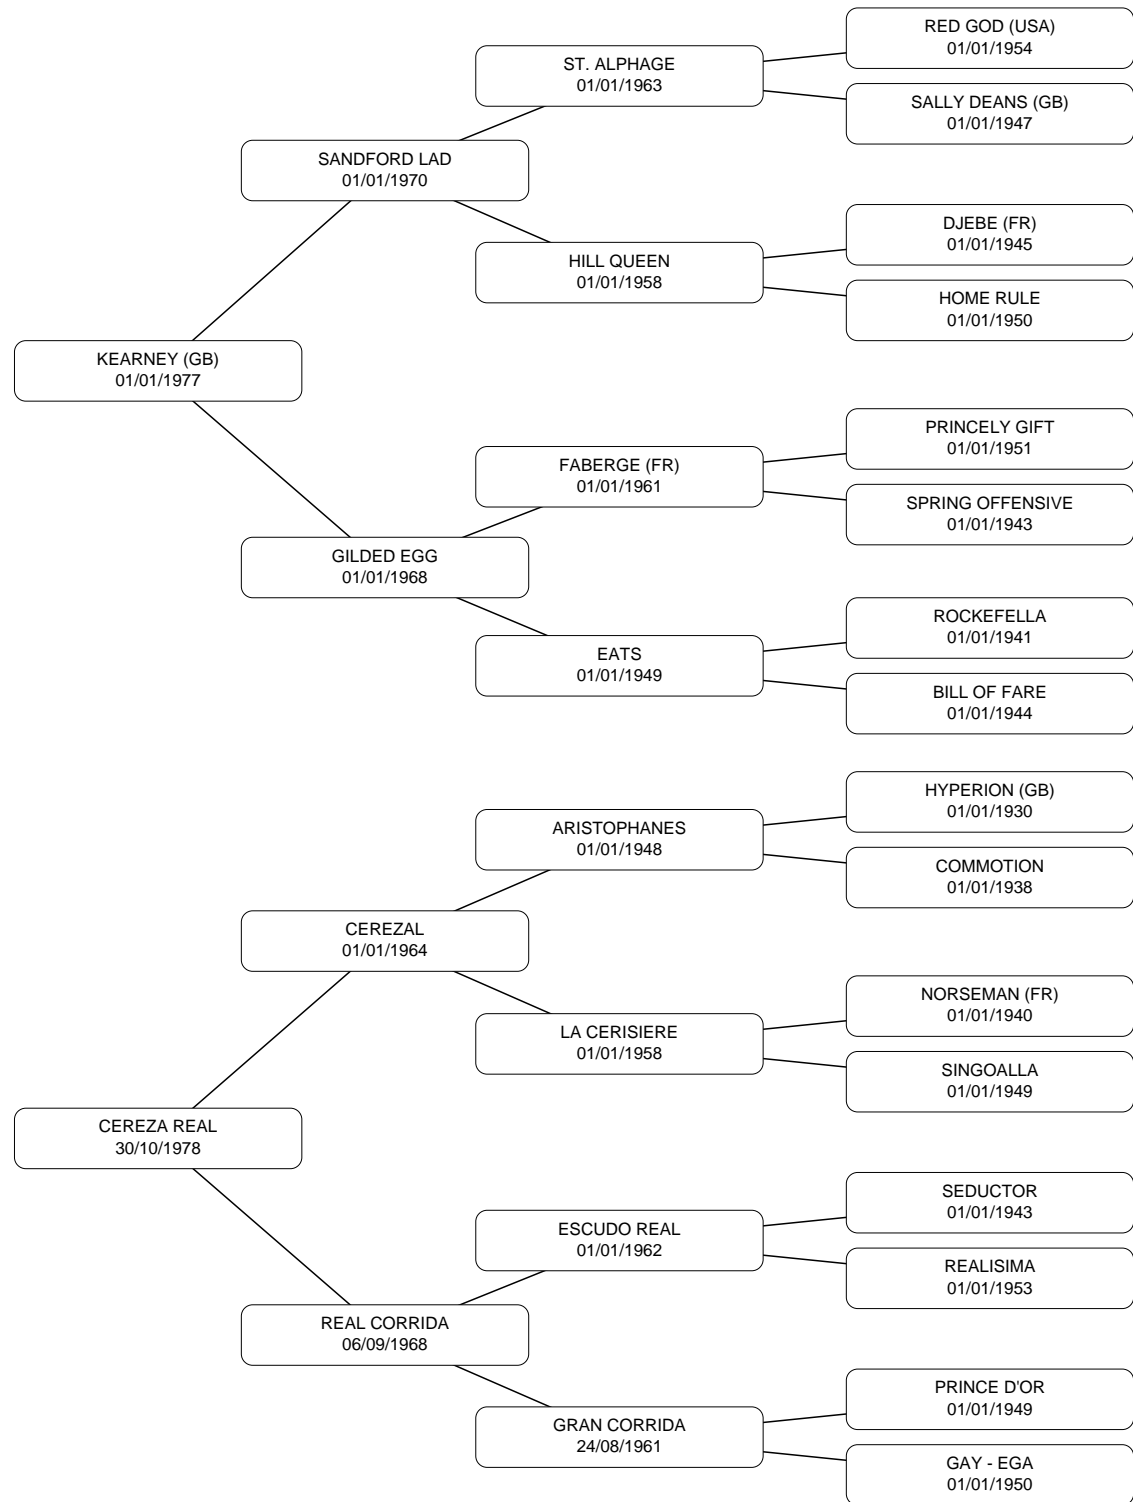 RED GOD (USA)
01/01/1954
ST. ALPHAGE
01/01/1963
SALLY DEANS (GB)
01/01/1947
SANDFORD LAD
01/01/1970
DJEBE (FR)
01/01/1945
HILL QUEEN
01/01/1958
HOME RULE
01/01/1950
KEARNEY (GB)
01/01/1977
PRINCELY GIFT
01/01/1951
FABERGE (FR)
01/01/1961
SPRING OFFENSIVE
01/01/1943
GILDED EGG
01/01/1968
ROCKEFELLA
01/01/1941
EATS
01/01/1949
BILL OF FARE
01/01/1944
HYPERION (GB)
01/01/1930
ARISTOPHANES
01/01/1948
COMMOTION
01/01/1938
CEREZAL
01/01/1964
NORSEMAN (FR)
01/01/1940
LA CERISIERE
01/01/1958
SINGOALLA
01/01/1949
CEREZA REAL
30/10/1978
SEDUCTOR
01/01/1943
ESCUDO REAL
01/01/1962
REALISIMA
01/01/1953
REAL CORRIDA
06/09/1968
PRINCE D'OR
01/01/1949
GRAN CORRIDA
24/08/1961
GAY - EGA
01/01/1950